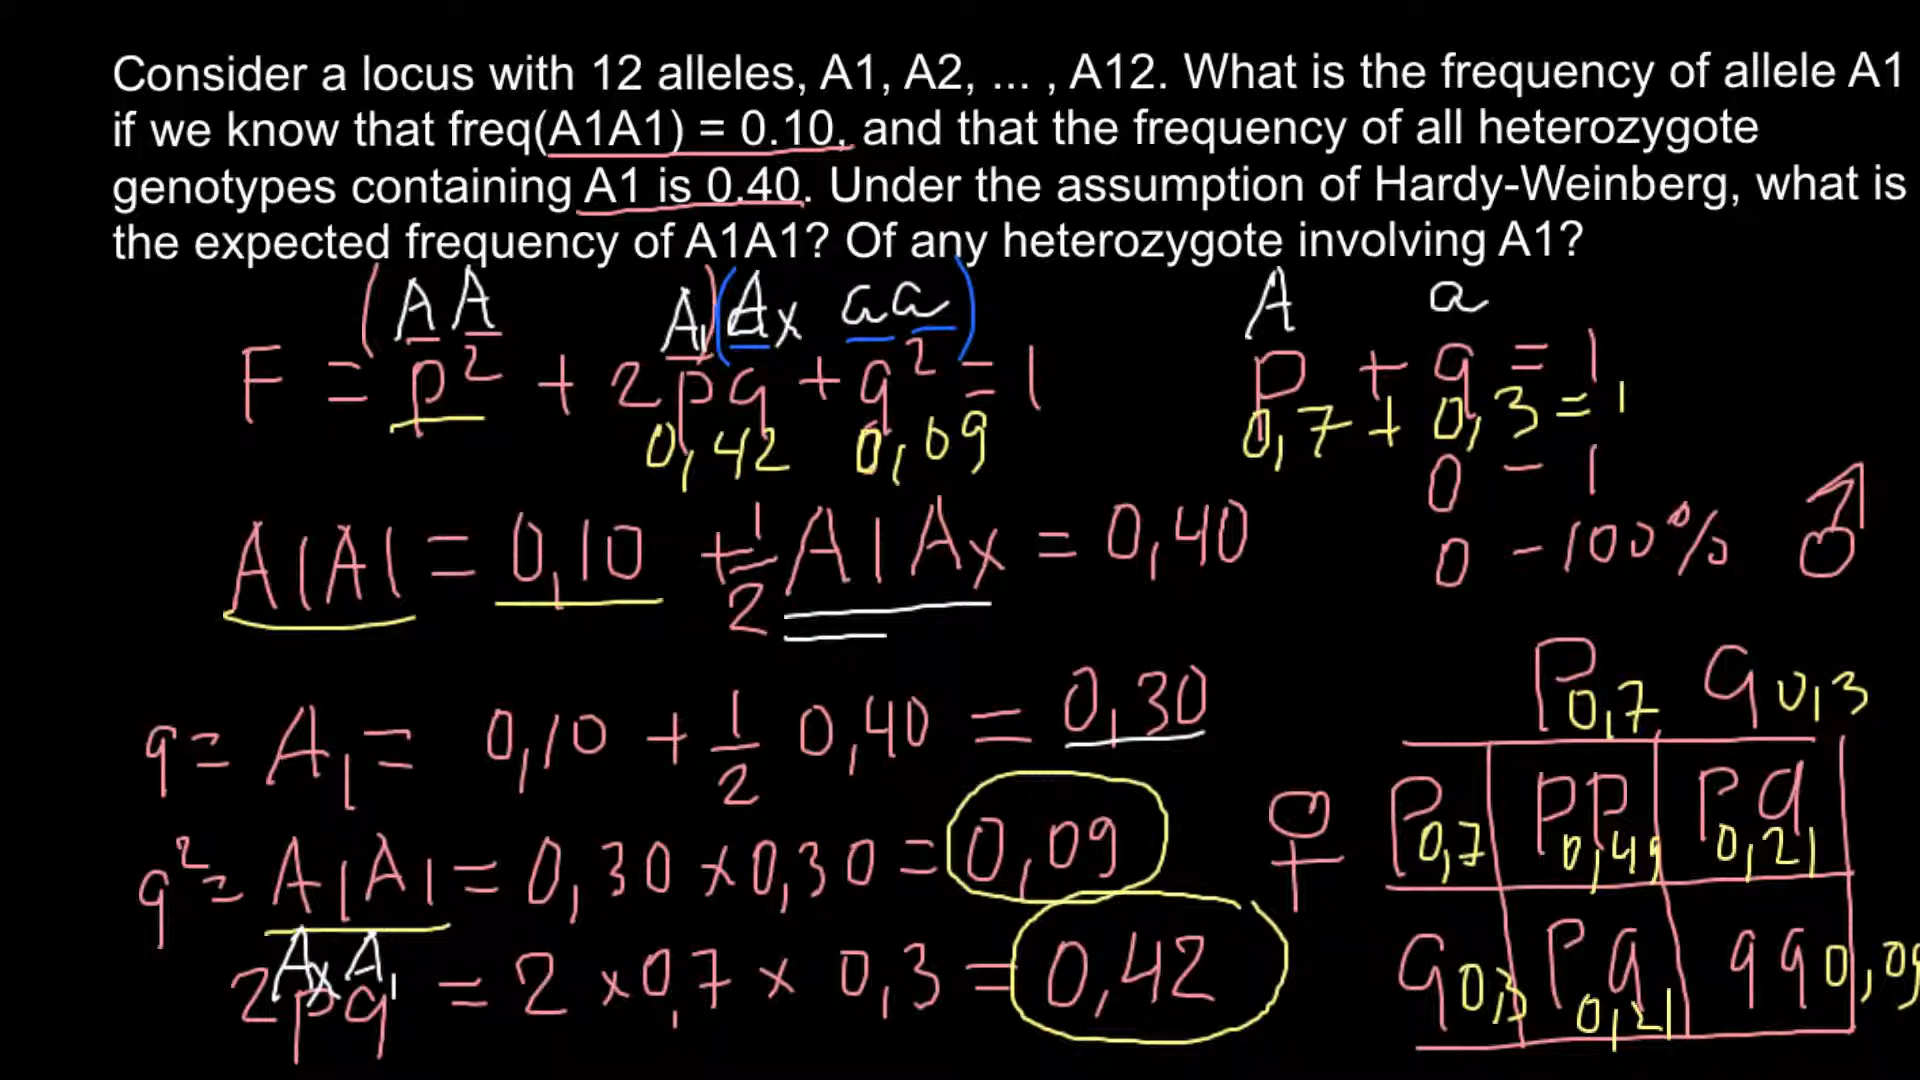 Consider a locus with 12 alleles, A1, A2, ... , A12. What is the frequency of allele A1
if we know that freq(A1A1) = 0.10, and that the frequency of all heterozygote
genotypes containing A1 is 0.40. Under the assumption of Hardy-Weinberg, what is
the expected frequency of A1A1? Of any heterozygote involving A1?
(AA A1)(Ax aa) A a
F = p² + 2pq + q² = 1 p + q = 1
0,42 0,09 0,7 + 0,3 = 1
0 - 1
A1A1 = 0,10 + 1/2 A1Ax = 0,40 0 - 100% ♂
P 0,7 q 0,3
q = A1 = 0,10 + 1/2 0,40 = 0,30
♀ P 0,7 PP 0,49 Pq 0,21
q² = A1A1 = 0,30 × 0,30 = 0,09
AxA1
2pq = 2 × 0,7 × 0,3 = 0,42 q 0,3 Pq 0,21 qq 0,09